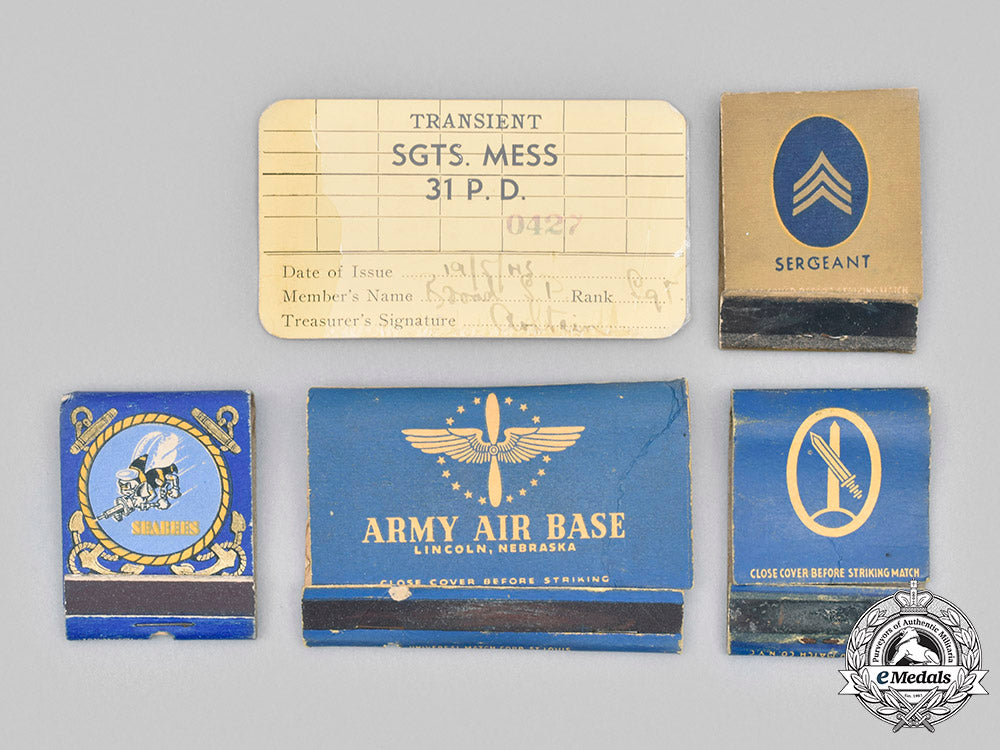 TRANSIENT
SGTS. MESS
31 P. D.
0427
Date of Issue
Member's Name Rank Sgt
Treasurer's Signature
SERGEANT
SEABEES
ARMY AIR BASE
LINCOLN, NEBRASKA
CLOSE COVER BEFORE STRIKING
CLOSE COVER BEFORE STRIKING MATCH
Purveyors of Authentic Militaria
eMedals